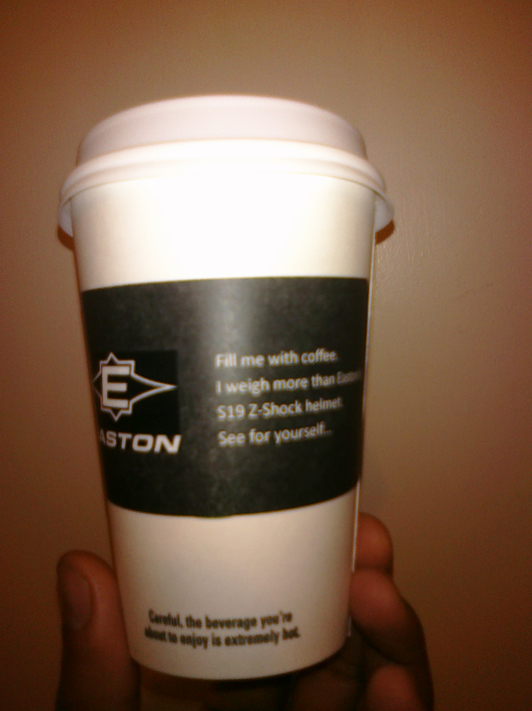 E
EASTON
Fill me with coffee.
I weigh more than Easton
S19 Z-Shock helmet.
See for yourself...
Careful, the beverage you're
about to enjoy is extremely hot.